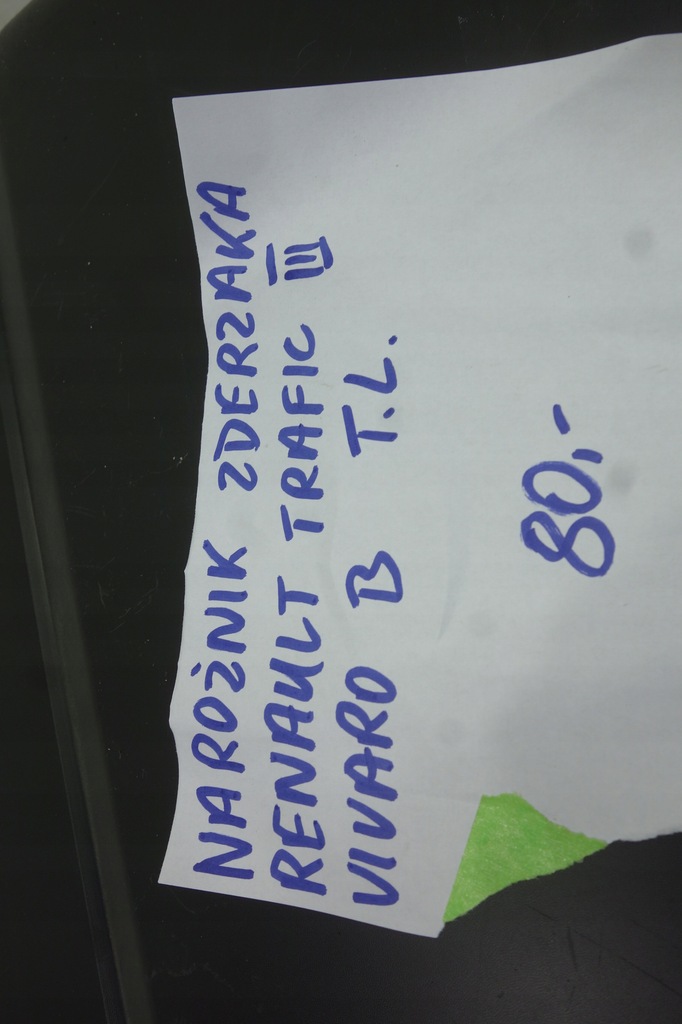 NAROŻNIK ZDERZAKA
RENAULT TRAFIC III
VIVARO B T.L.
80,-